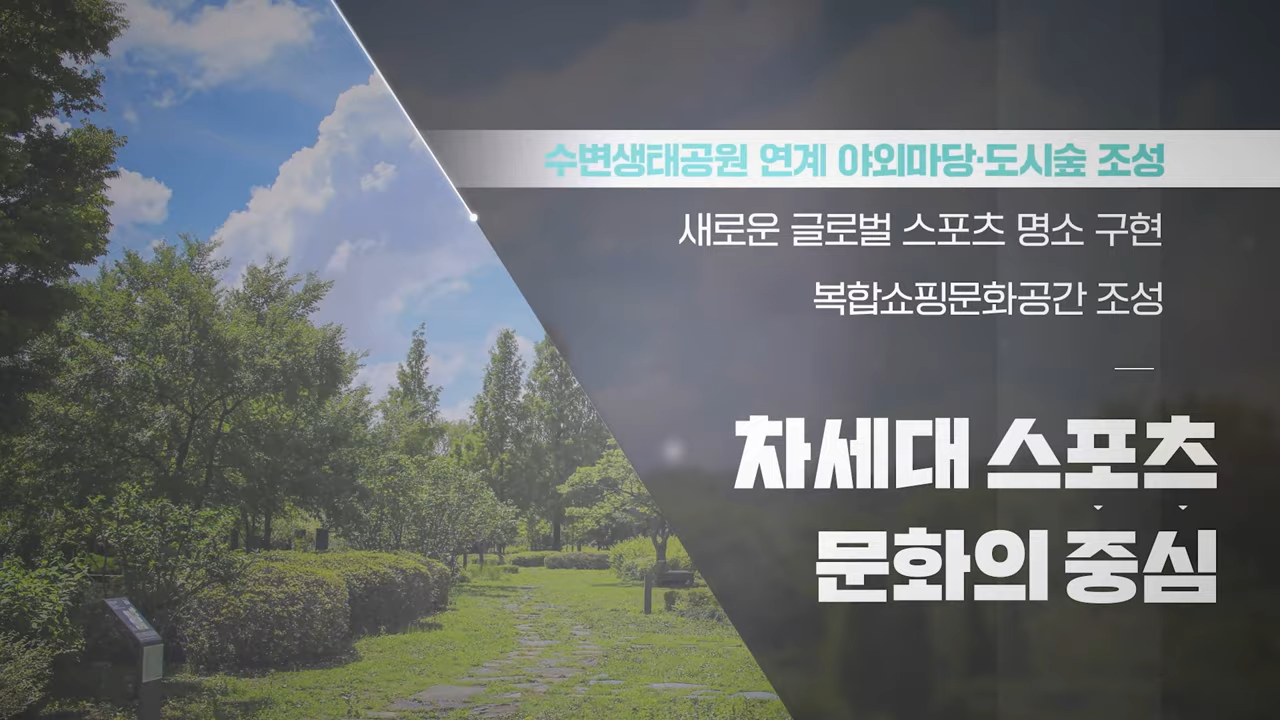 수변생태공원 연계 야외마당·도시숲 조성
새로운 글로벌 스포츠 명소 구현
복합쇼핑문화공간 조성
차세대 스포츠
문화의 중심